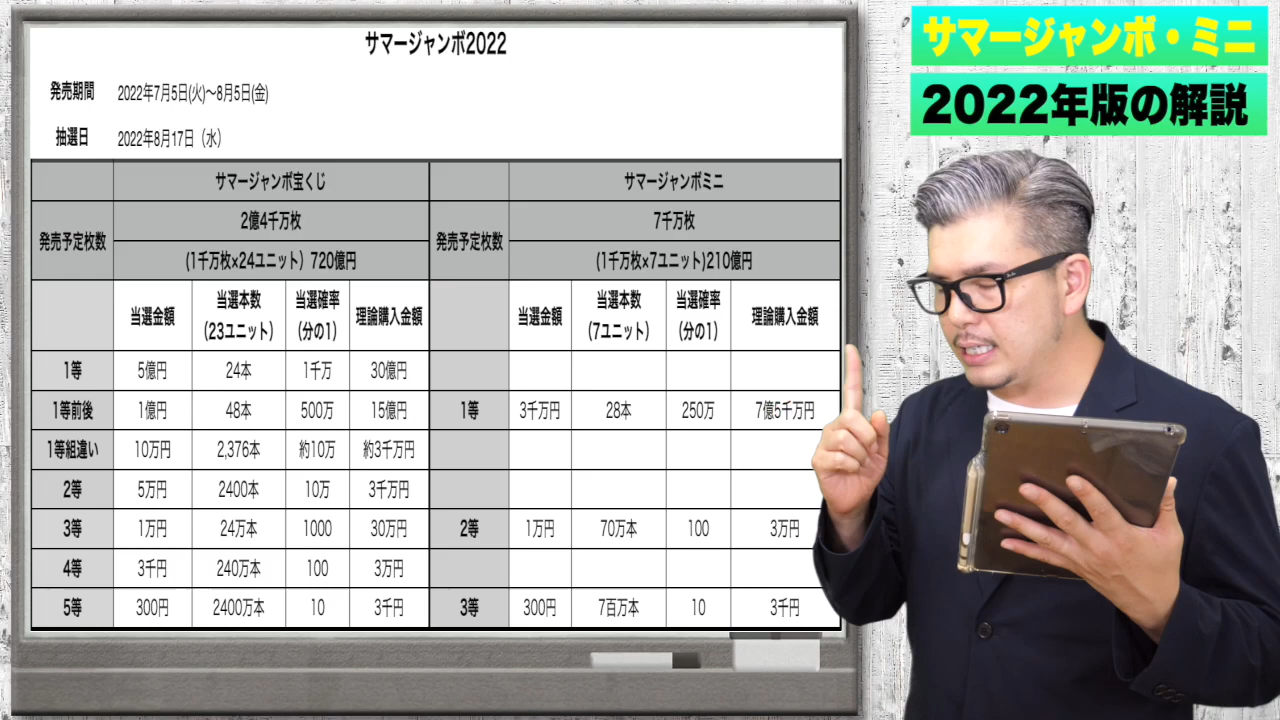 サマージャンボ・ミニ
2022年版の解説
サマージャンボ2022
発売期間 2022年7 ～8月5日(金)
抽選日 2022年8月
サマージャンボ宝くじ マージャンボミニ
発売予定枚数 2億4千万枚 発売予定枚数 7千万枚
千万枚×24ユニット）720億円 (1千万枚×7ユニット)210億円
当選金額 当選本数 ユニット） 当選確率 分の1) 理論購入金額 当選金額 当選本数 (7ユニット） 当選確率 (分の1) 理論購入金額
1等 5億円 24本 千万 30億円
1等前後 1億円 48本 500万 15億円 1等 3千万円 28本 250万 7億5千万円
1等組違い 10万円 2,376本 約10万 約3千万円
2等 5万円 2400本 10万 3千万円
3等 1万円 24万本 1000 30万円 2等 1万円 70万本 100 3万円
4等 3千円 240万本 100 3万円
5等 300円 2400万本 10 3千円 3等 300円 7百万本 10 3千円